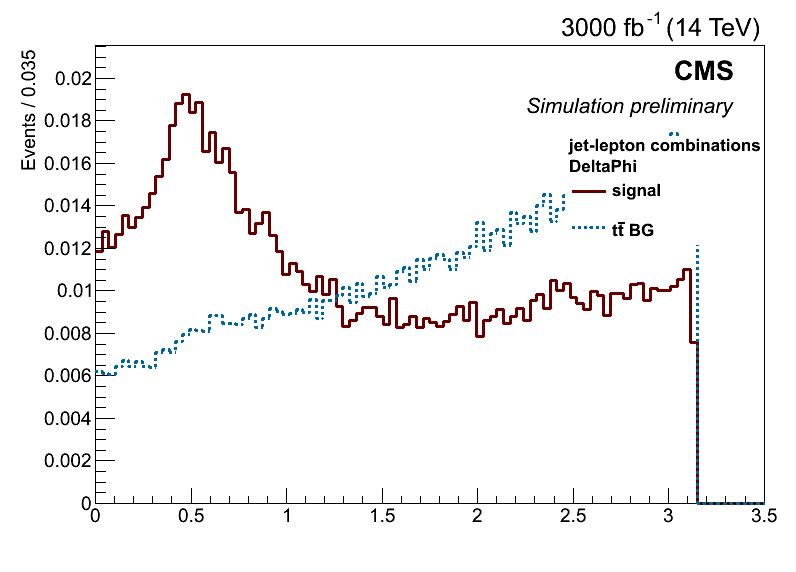 3000 fb-1 (14 TeV)
CMS
Simulation preliminary
jet-lepton combinations
DeltaPhi
signal
tt̄ BG
Events / 0.035
0.02
0.018
0.016
0.014
0.012
0.01
0.008
0.006
0.004
0.002
0
0 0.5 1 1.5 2 2.5 3 3.5